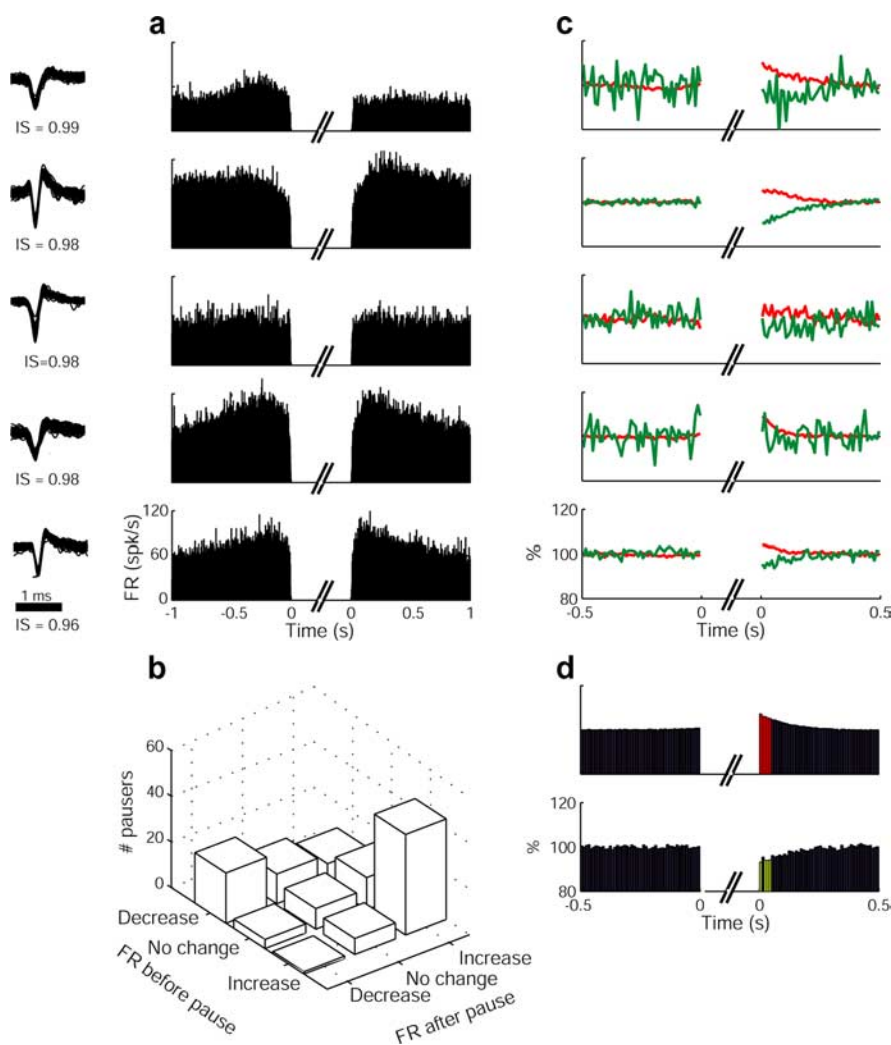 a
c
IS = 0.99
IS = 0.98
IS=0.98
IS = 0.98
1 ms
IS = 0.96
FR (spk/s)
120
60
0
-1 -0.5 0 0 0.5 1
Time (s)
%
120
100
80
-0.5 0 0 0.5
Time (s)
b
# pausers
60
40
20
0
Decrease
No change
Increase
FR before pause
Decrease
No change
Increase
FR after pause
d
%
120
100
80
-0.5 0 0 0.5
Time (s)